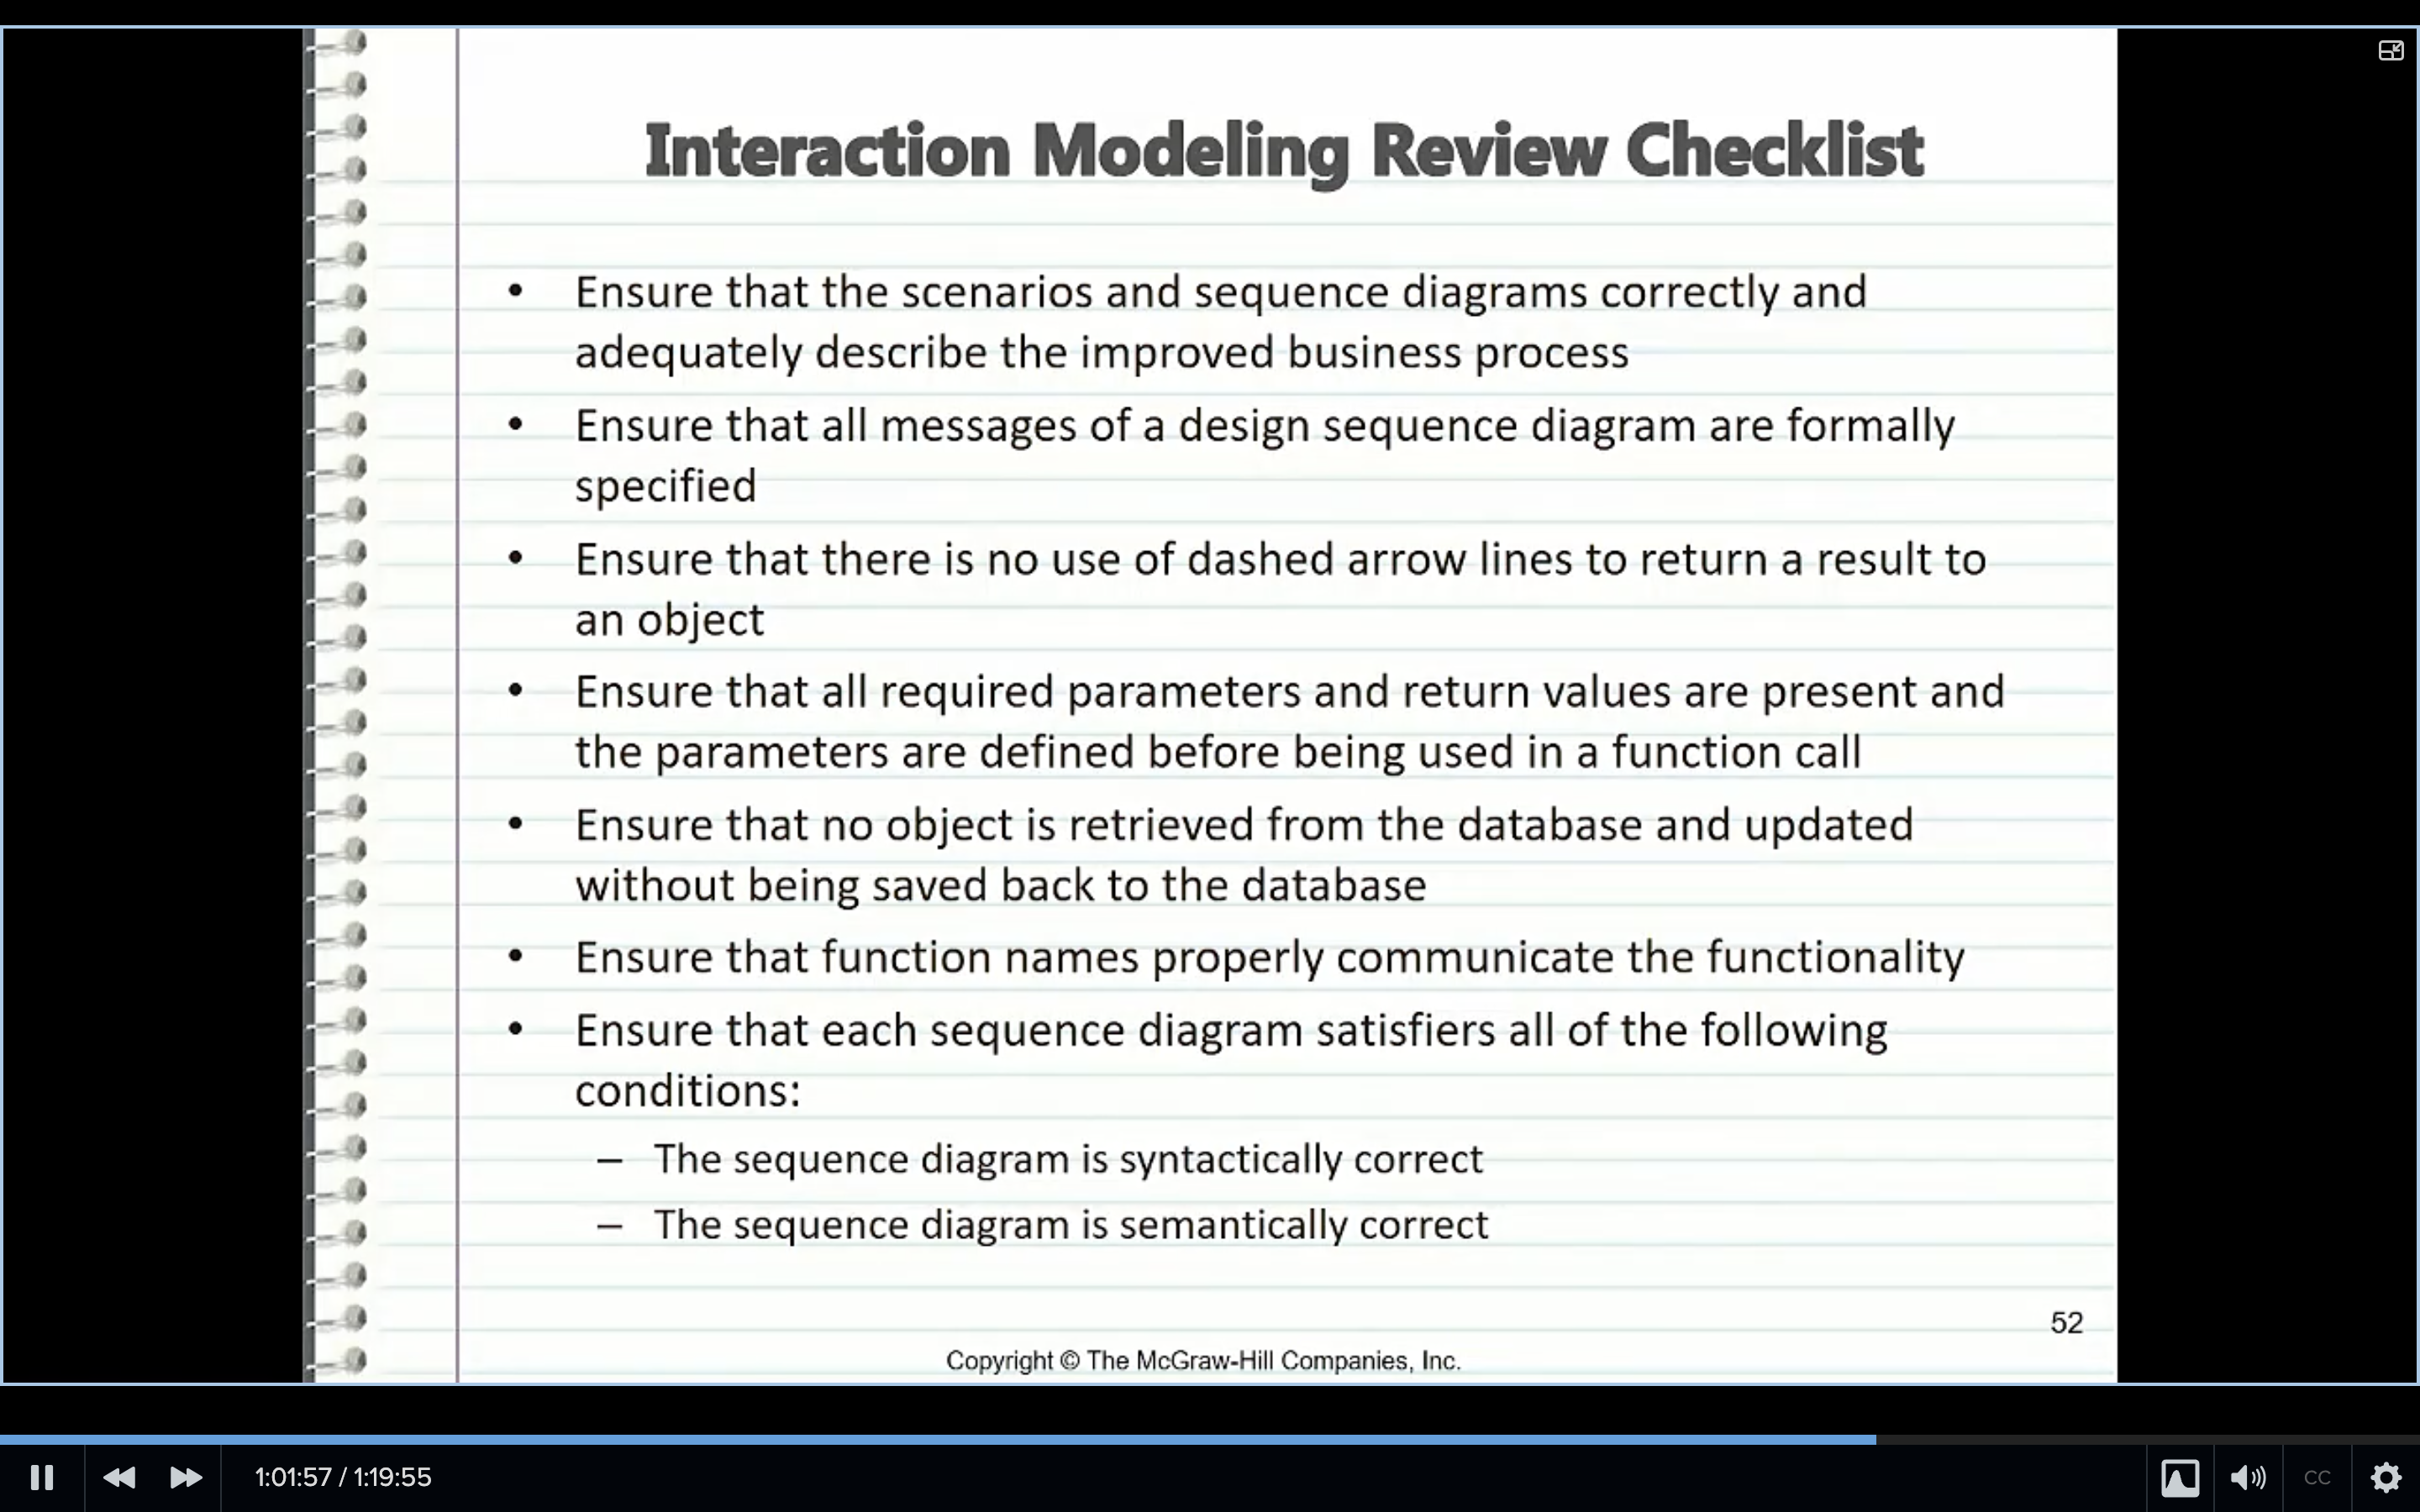 Interaction Modeling Review Checklist
• Ensure that the scenarios and sequence diagrams correctly and
adequately describe the improved business process
• Ensure that all messages of a design sequence diagram are formally
specified
• Ensure that there is no use of dashed arrow lines to return a result to
an object
• Ensure that all required parameters and return values are present and
the parameters are defined before being used in a function call
• Ensure that no object is retrieved from the database and updated
without being saved back to the database
• Ensure that function names properly communicate the functionality
• Ensure that each sequence diagram satisfiers all of the following
conditions:
– The sequence diagram is syntactically correct
– The sequence diagram is semantically correct
52
Copyright © The McGraw-Hill Companies, Inc.
1:01:57 / 1:19:55
CC